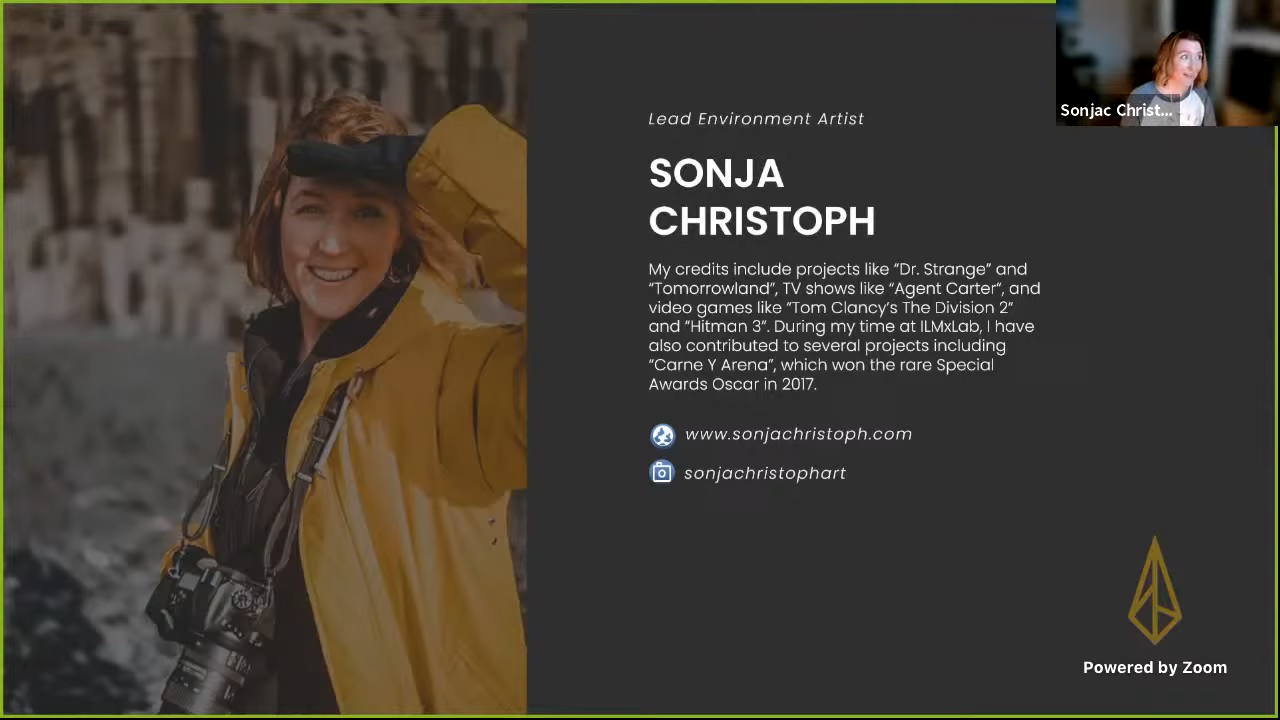 Sonjac Christ...
Lead Environment Artist
SONJA
CHRISTOPH
My credits include projects like "Dr. Strange" and
"Tomorrowland", TV shows like "Agent Carter", and
video games like "Tom Clancy's The Division 2"
and "Hitman 3". During my time at ILMxLab, I have
also contributed to several projects including
"Carne Y Arena", which won the rare Special
Awards Oscar in 2017.
www.sonjachristoph.com
sonjachristophart
Powered by Zoom